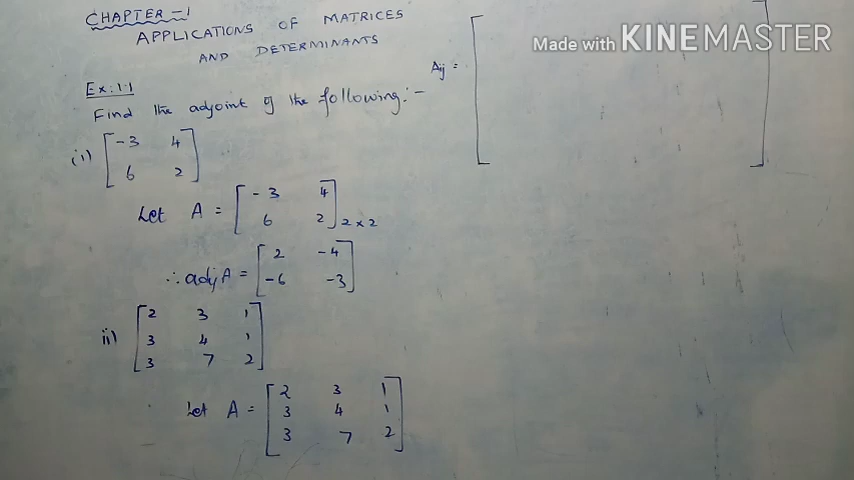 CHAPTER -1
APPLICATIONS OF MATRICES
AND DETERMINANTS
Ex: 1.1
Find the adjoint of the following:-
(i) [ -3 4
6 2 ]
Let A = [ -3 4
6 2 ] 2×2
∴ adj A = [ 2 -4
-6 -3 ]
ii) [ 2 3 1
3 4 1
3 7 2 ]
Let A = [ 2 3 1
3 4 1
3 7 2 ]
Aij = [ ]
Made with KINEMASTER